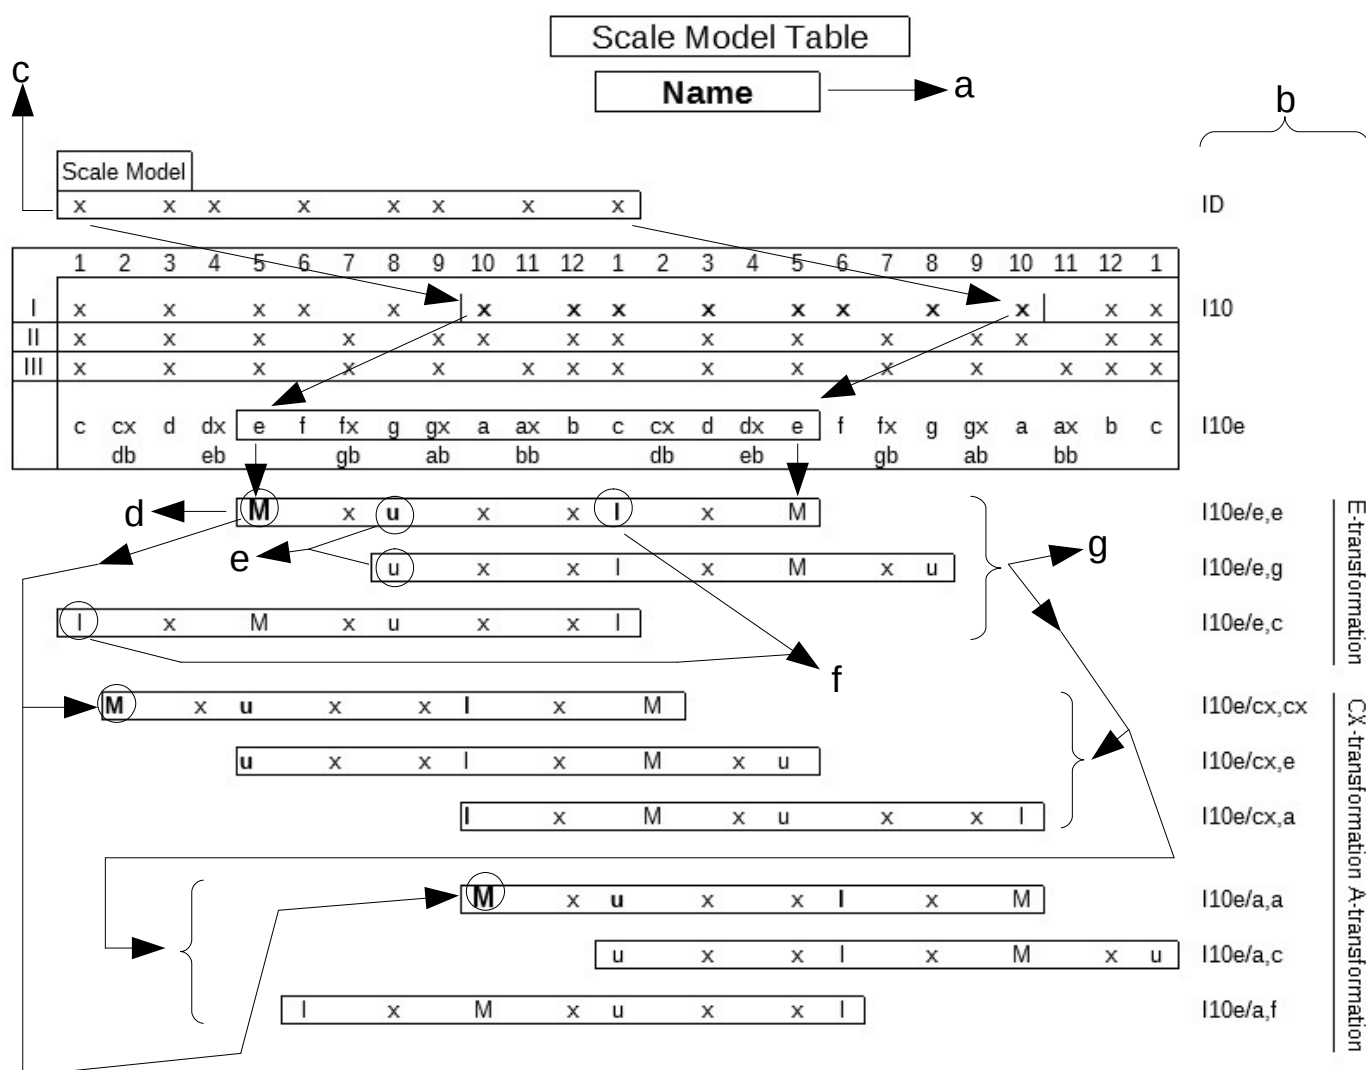 Scale Model Table
c
Name
a
b
Scale Model
x x x x x x x x ID
1 2 3 4 5 6 7 8 9 10 11 12 1 2 3 4 5 6 7 8 9 10 11 12 1
I x x x x x x x x x x x x x x x I10
II x x x x x x x x x x x x x x x
III x x x x x x x x x x x x x x x
c cx d dx e f fx g gx a ax b c cx d dx e f fx g gx a ax b c I10e
db eb gb ab bb db eb gb ab bb
d M x u x x l x M I10e/e,e
e u x x l x M x u g I10e/e,g
l x M x u x x l I10e/e,c
E-transformation
f
M x u x x l x M I10e/cx,cx
u x x l x M x u I10e/cx,e
l x M x u x x l I10e/cx,a
CX-transformation
M x u x x l x M I10e/a,a
u x x l x M x u I10e/a,c
l x M x u x x l I10e/a,f
A-transformation